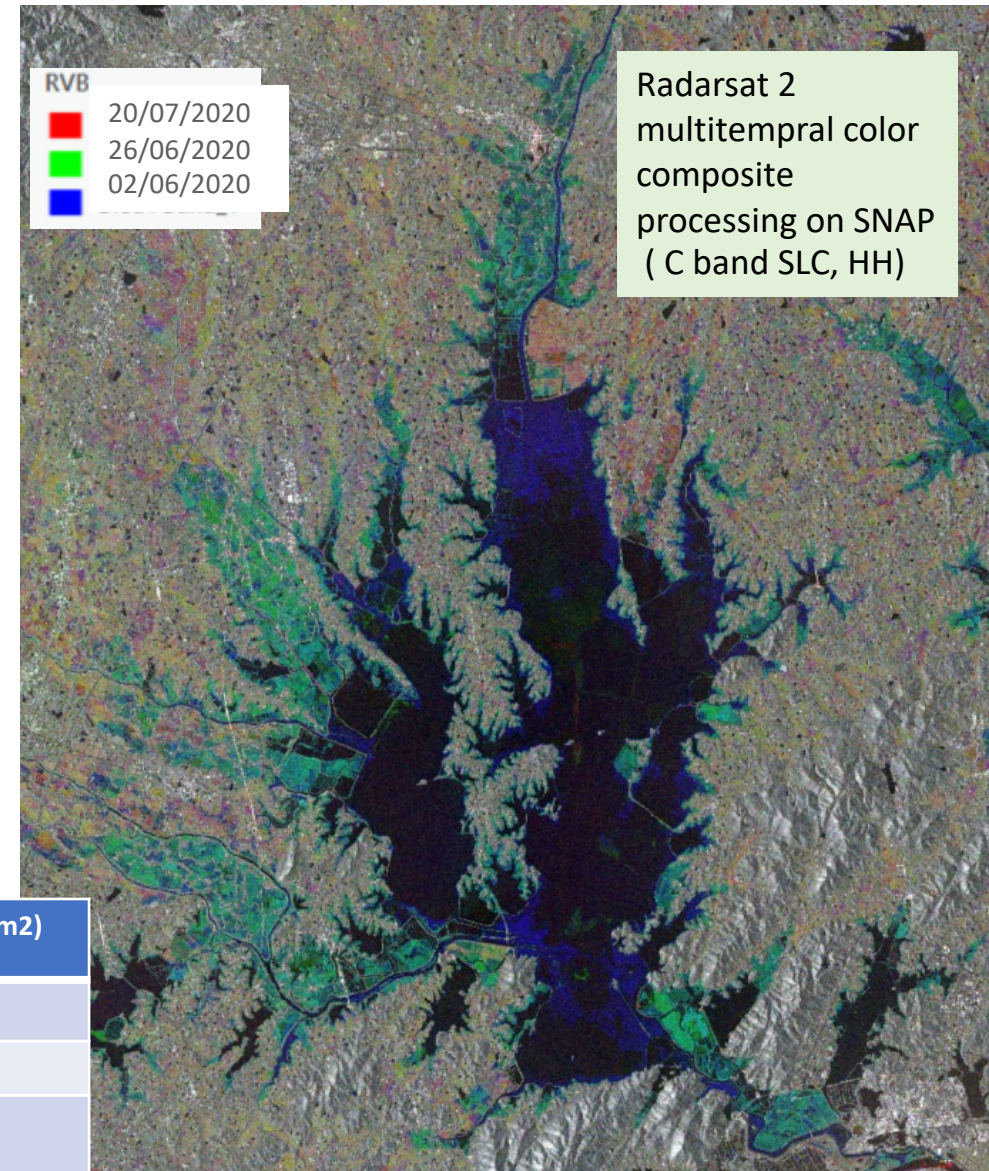 RVB
20/07/2020
26/06/2020
02/06/2020
Radarsat 2
multitempral color
composite
processing on SNAP
( C band SLC, HH)
m2)